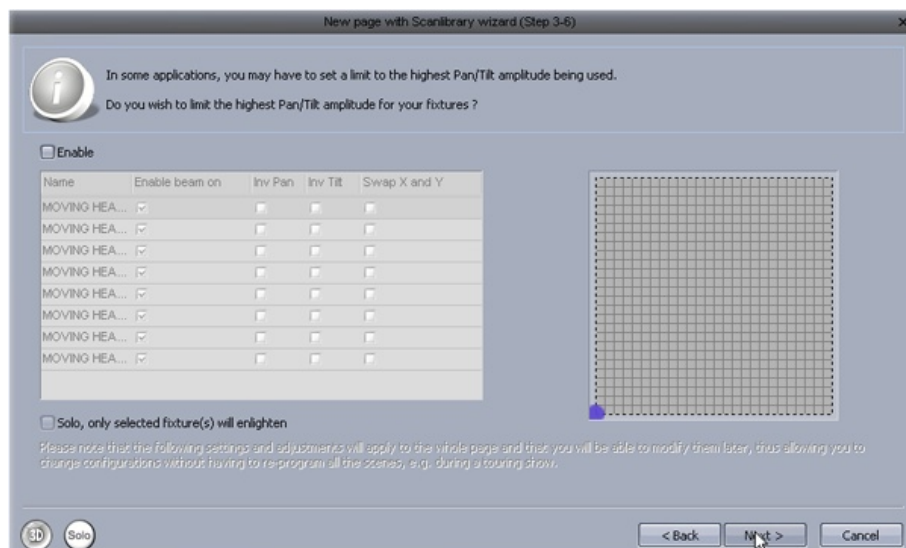 New page with Scanlibrary wizard (Step 3-6)
In some applications, you may have to set a limit to the highest Pan/Tilt amplitude being used.
Do you wish to limit the highest Pan/Tilt amplitude for your fixtures ?
Enable
Name Enable beam on Inv Pan Inv Tilt Swap X and Y
MOVING HEA...
MOVING HEA...
MOVING HEA...
MOVING HEA...
MOVING HEA...
MOVING HEA...
MOVING HEA...
MOVING HEA...
Solo, only selected fixture(s) will enlighten
Please note that the following settings and adjustments will apply to the whole page and that you will be able to modify them later, thus allowing you to
change configurations without having to re-program all the scenes, e.g. during a touring show.
3D Solo < Back Next > Cancel